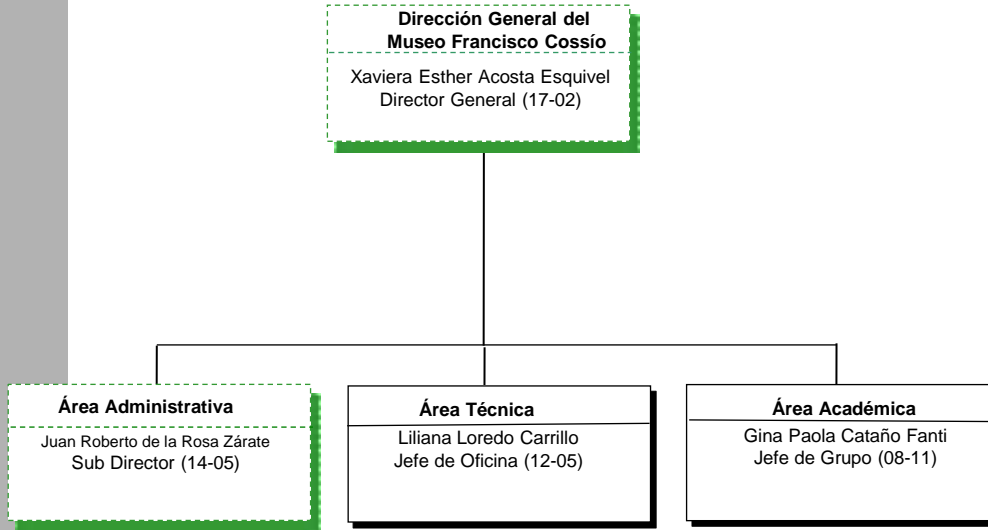 Dirección General del
Museo Francisco Cossío
Xaviera Esther Acosta Esquivel
Director General (17-02)
Área Administrativa
Juan Roberto de la Rosa Zárate
Sub Director (14-05)
Área Técnica
Liliana Loredo Carrillo
Jefe de Oficina (12-05)
Área Académica
Gina Paola Cataño Fanti
Jefe de Grupo (08-11)